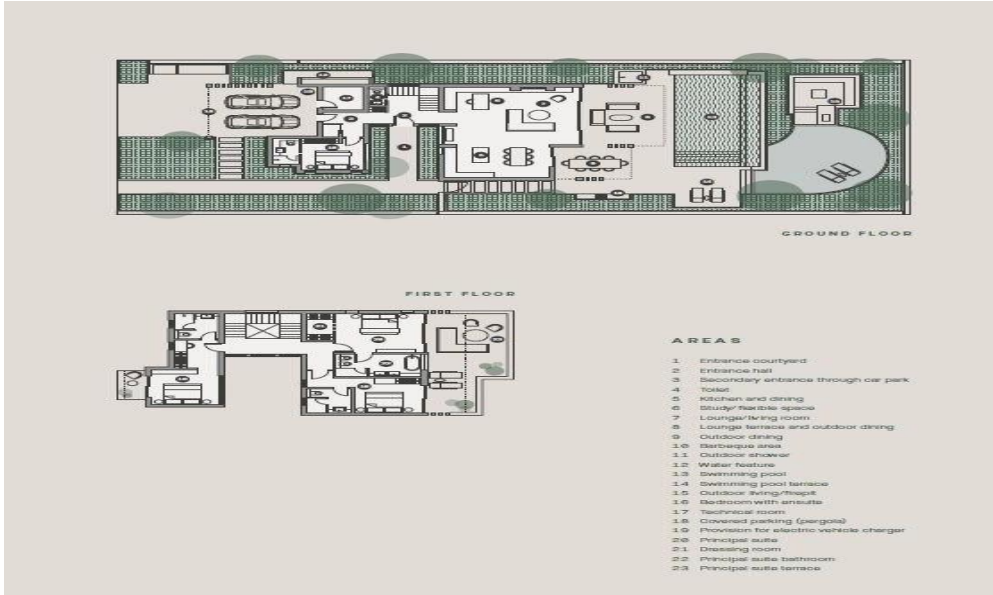 GROUND FLOOR
FIRST FLOOR
AREAS
1 Entrance courtyard
2 Entrance hall
3 Secondary entrance through car park
4 Toilet
5 Kitchen and dining
6 Study/flexible space
7 Lounge/living room
8 Lounge terrace and outdoor dining
9 Outdoor dining
10 Barbeque area
11 Outdoor shower
12 Water feature
13 Swimming pool
14 Swimming pool terrace
15 Outdoor living/firepit
16 Bedroom with ensuite
17 Technical room
18 Covered parking (pergola)
19 Provision for electric vehicle charger
20 Principal suite
21 Dressing room
22 Principal suite bathroom
23 Principal suite terrace